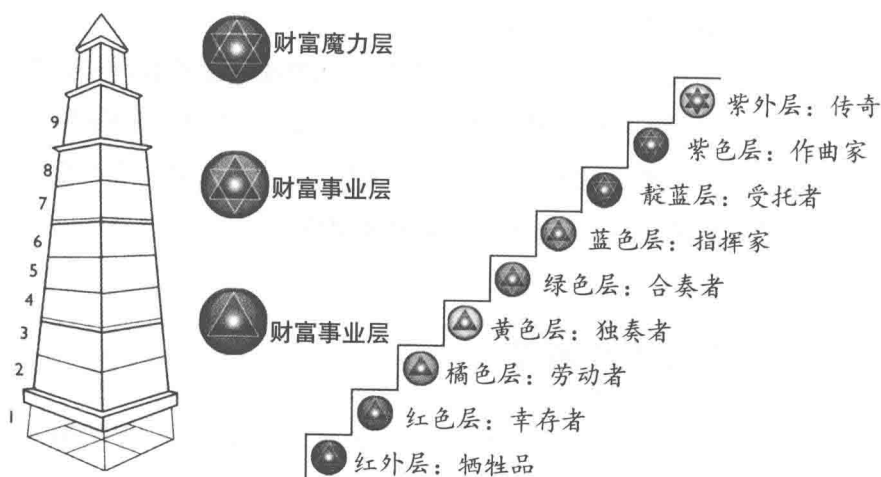 财富魔力层
财富事业层
财富事业层
9
8
7
6
5
4
3
2
1
紫外层：传奇
紫色层：作曲家
靛蓝层：受托者
蓝色层：指挥家
绿色层：合奏者
黄色层：独奏者
橘色层：劳动者
红色层：幸存者
红外层：牺牲品